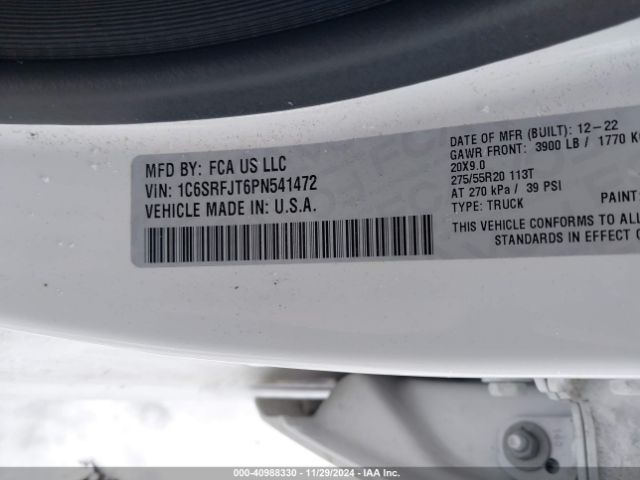 MFD BY: FCA US LLC
VIN: 1C6SRFJT6PN541472
VEHICLE MADE IN: U.S.A.
DATE OF MFR (BUILT): 12-22
GAWR FRONT: 3900 LB / 1770 K
20X9.0
275/55R20 113T
AT 270 kPa / 39 PSI
TYPE: TRUCK
PAINT:
THIS VEHICLE CONFORMS TO ALL
STANDARDS IN EFFECT
000-40988330 - 11/29/2024 - IAA Inc.